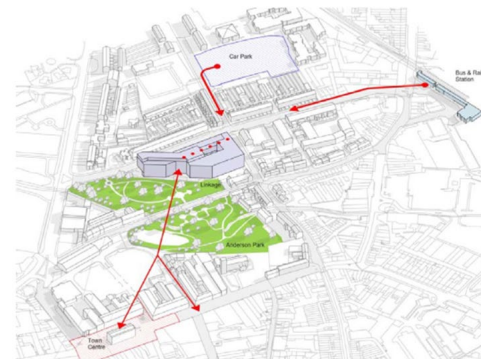 Car Park
Bus & Rail
Station
Linkage
Anderson Park
Town
Centre